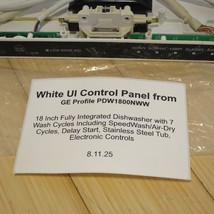 White UI Control Panel from
GE Profile PDW1800NWW
18 Inch Fully Integrated Dishwasher with 7
Wash Cycles Including SpeedWash/Air-Dry
Cycles, Delay Start, Stainless Steel Tub,
Electronic Controls
8.11.25